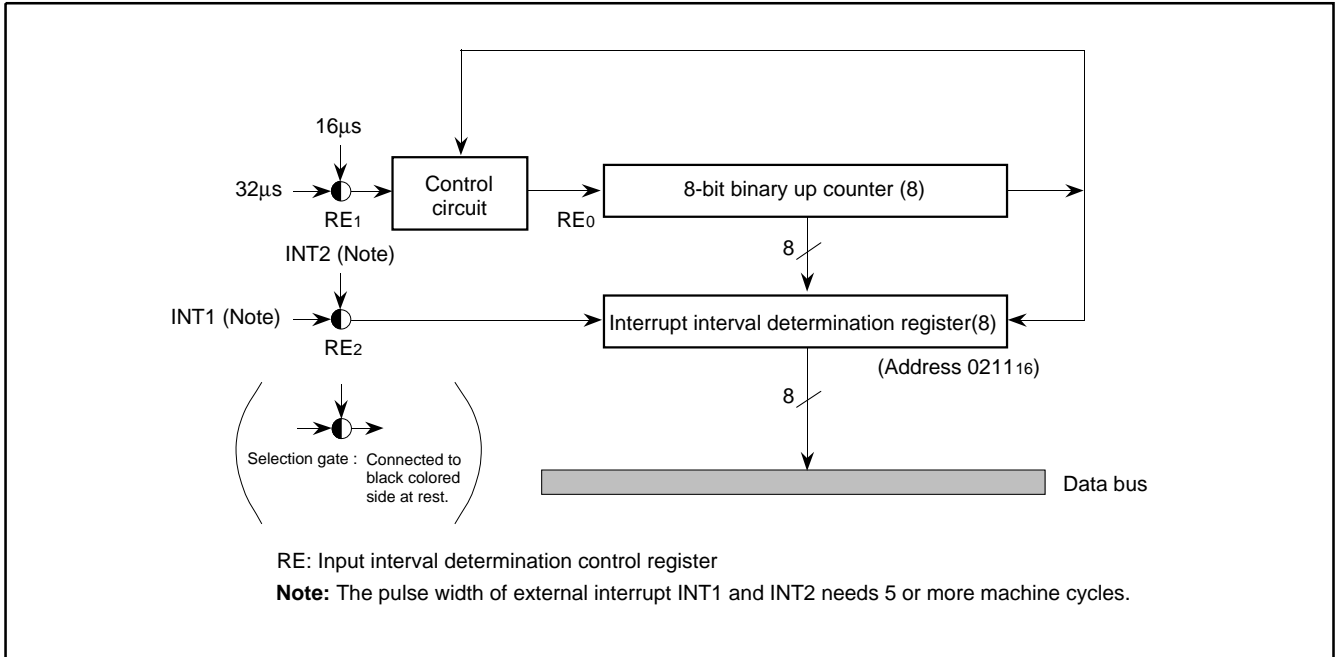 16µs
32µs
RE1
Control
circuit
RE0
8-bit binary up counter (8)
8
INT2 (Note)
INT1 (Note)
RE2
Interrupt interval determination register(8)
(Address 021116)
8
Selection gate : Connected to
black colored
side at rest.
Data bus
RE: Input interval determination control register
Note: The pulse width of external interrupt INT1 and INT2 needs 5 or more machine cycles.